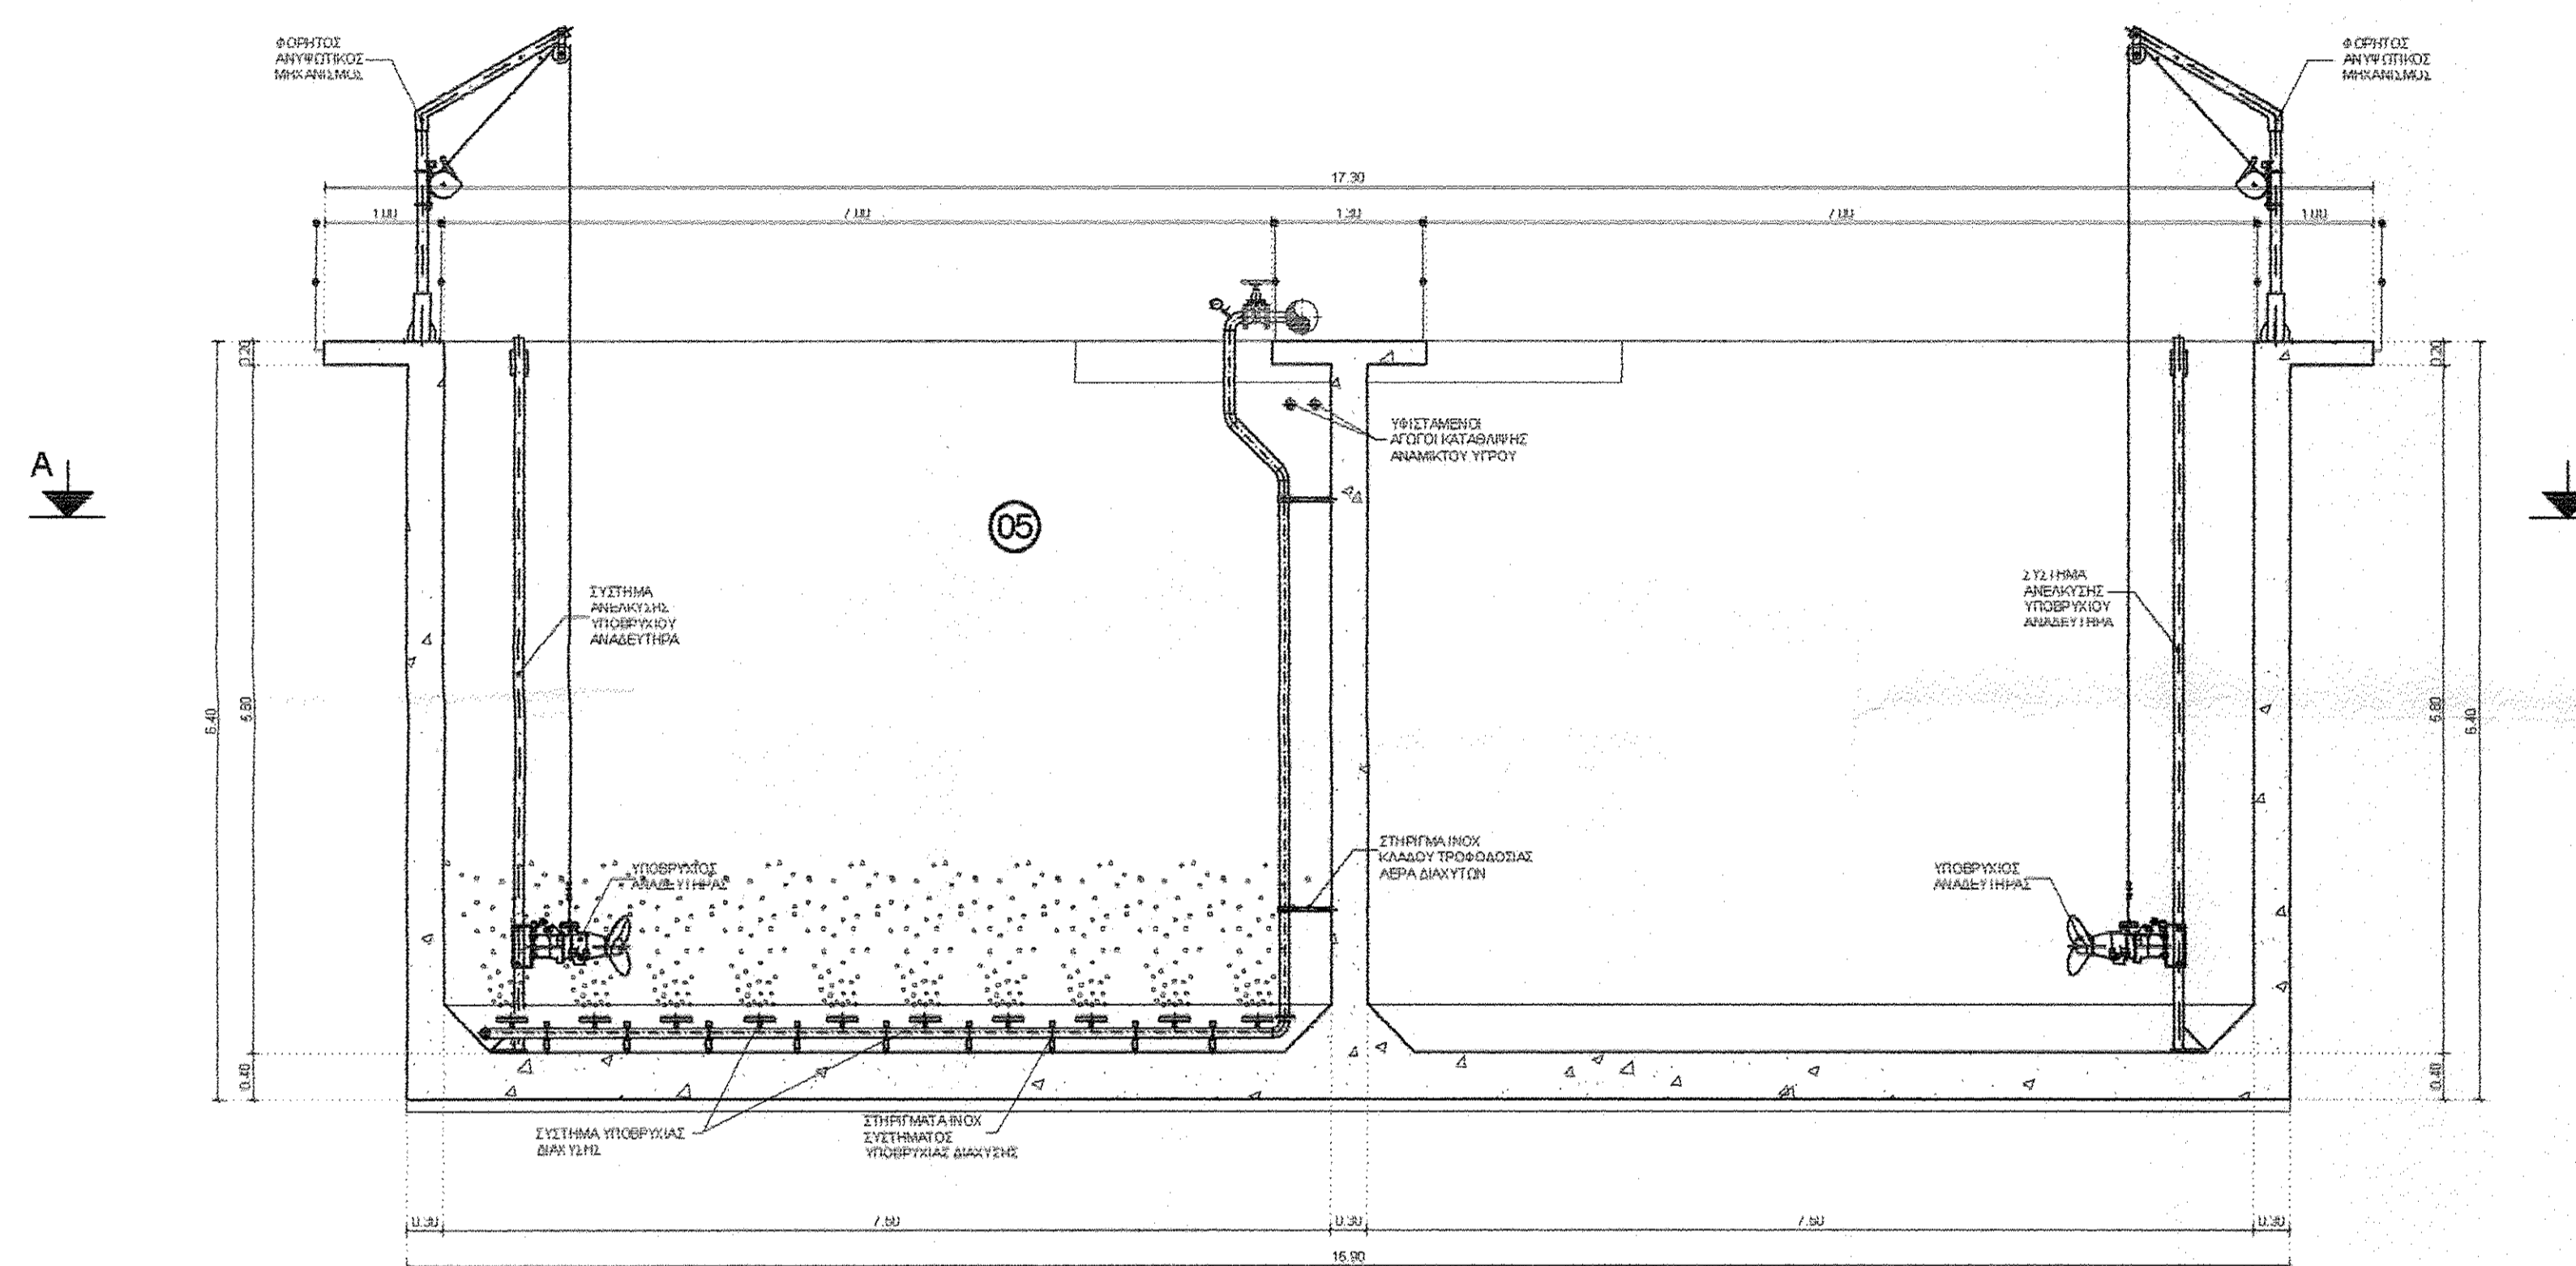 ΦΟΡΗΤΟΣ
ΑΝΥΨΩΤΙΚΟΣ
ΜΗΧΑΝΙΣΜΟΣ
ΦΟΡΗΤΟΣ
ΑΝΥΨΩΤΙΚΟΣ
ΜΗΧΑΝΙΣΜΟΣ
17.30
1.00
7.00
1.30
7.00
1.00
0.20
0.20
ΥΦΙΣΤΑΜΕΝΟΙ
ΑΓΩΓΟΙ ΚΑΤΑΘΛΙΨΗΣ
ΑΝΑΜΙΚΤΟΥ ΥΓΡΟΥ
A
05
ΣΥΣΤΗΜΑ
ΑΝΕΛΚΥΣΗΣ
ΥΠΟΒΡΥΧΙΟΥ
ΑΝΑΔΕΥΤΗΡΑ
ΣΥΣΤΗΜΑ
ΑΝΕΛΚΥΣΗΣ
ΥΠΟΒΡΥΧΙΟΥ
ΑΝΑΔΕΥΤΗΡΑ
6.40
5.80
5.80
6.40
ΥΠΟΒΡΥΧΙΟΣ
ΑΝΑΔΕΥΤΗΡΑΣ
ΣΤΗΡΙΓΜΑ INOX
ΚΛΑΔΟΥ ΤΡΟΦΟΔΟΣΙΑΣ
ΑΕΡΑ ΔΙΑΧΥΤΩΝ
ΥΠΟΒΡΥΧΙΟΣ
ΑΝΑΔΕΥΤΗΡΑΣ
0.40
0.40
ΣΥΣΤΗΜΑ ΥΠΟΒΡΥΧΙΑΣ
ΔΙΑΧΥΣΗΣ
ΣΤΗΡΙΓΜΑΤΑ INOX
ΣΥΣΤΗΜΑΤΟΣ
ΥΠΟΒΡΥΧΙΑΣ ΔΙΑΧΥΣΗΣ
0.30
7.50
0.30
7.50
0.30
15.90